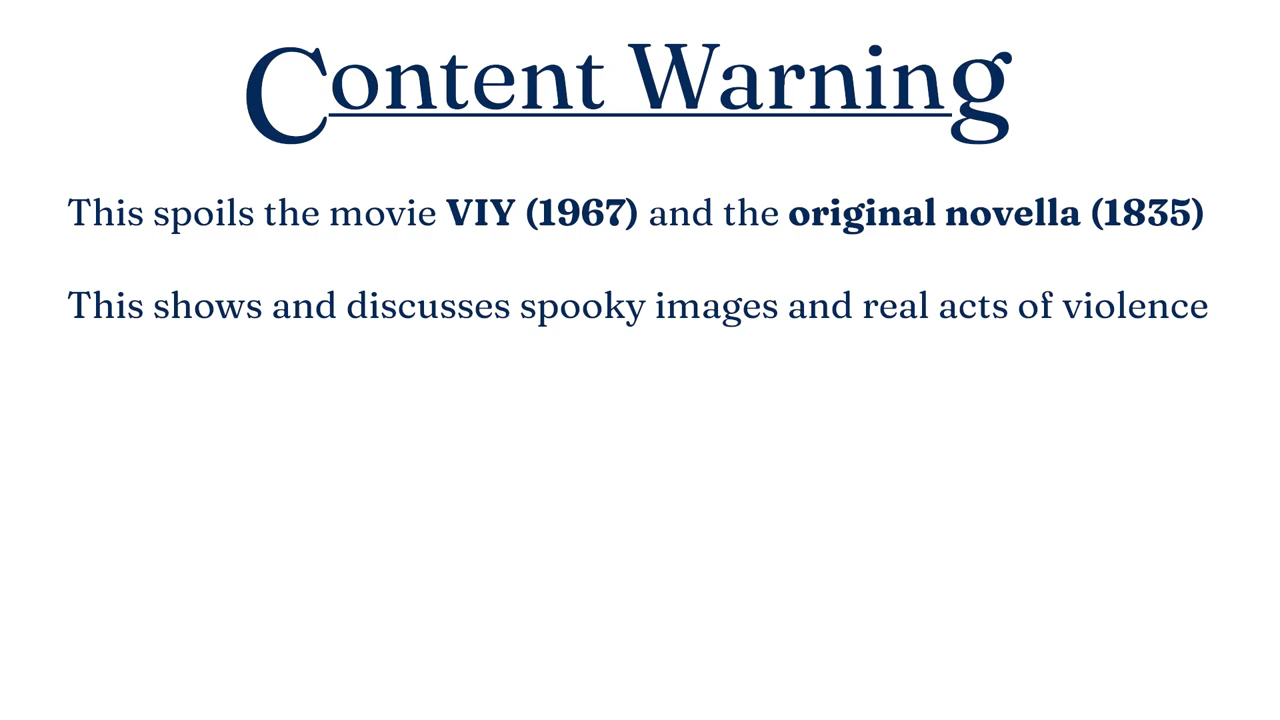 Content Warning
This spoils the movie VIY (1967) and the original novella (1835)
This shows and discusses spooky images and real acts of violence